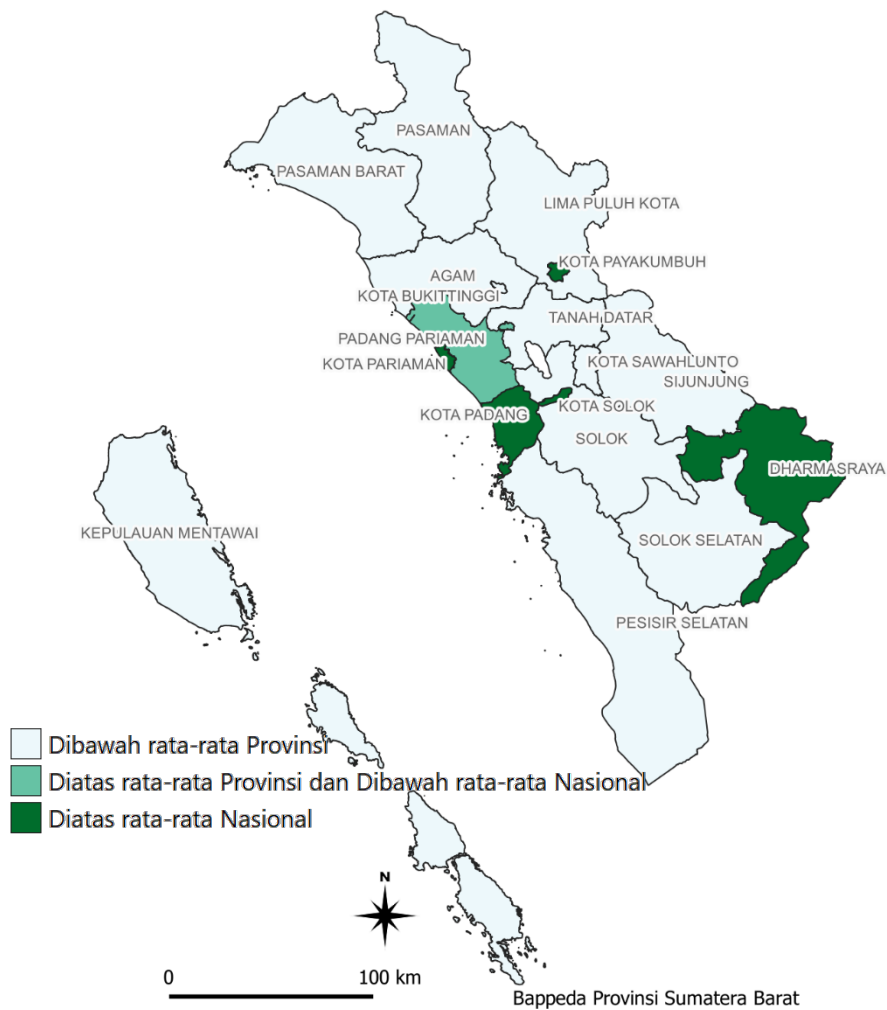 PASAMAN
PASAMAN BARAT
LIMA PULUH KOTA
KOTA PAYAKUMBUH
AGAM
KOTA BUKITTINGGI
TANAH DATAR
PADANG PARIAMAN
KOTA PARIAMAN
KOTA SAWAHLUNTO
SIJUNJUNG
KOTA PADANG
KOTA SOLOK
SOLOK
DHARMASRAYA
KEPULAUAN MENTAWAI
SOLOK SELATAN
PESISIR SELATAN
Dibawah rata-rata Provinsi
Diatas rata-rata Provinsi dan Dibawah rata-rata Nasional
Diatas rata-rata Nasional
N
0 100 km
Bappeda Provinsi Sumatera Barat